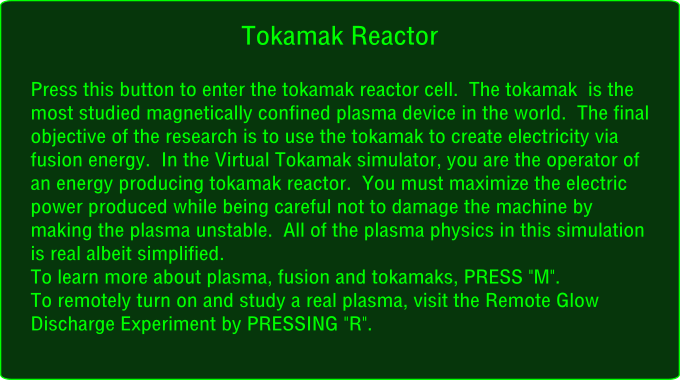 Tokamak Reactor
Press this button to enter the tokamak reactor cell.  The tokamak  is the
most studied magnetically confined plasma device in the world.  The final
objective of the research is to use the tokamak to create electricity via
fusion energy.  In the Virtual Tokamak simulator, you are the operator of
an energy producing tokamak reactor.  You must maximize the electric
power produced while being careful not to damage the machine by
making the plasma unstable.  All of the plasma physics in this simulation
is real albeit simplified.
To learn more about plasma, fusion and tokamaks, PRESS "M".
To remotely turn on and study a real plasma, visit the Remote Glow
Discharge Experiment by PRESSING "R".